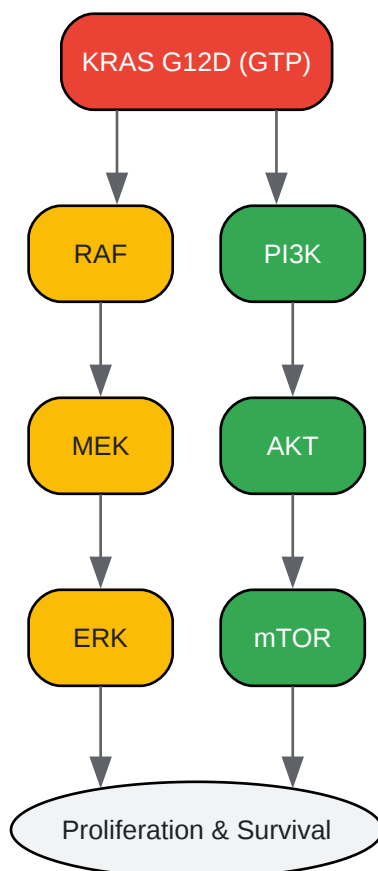 KRAS G12D (GTP)
RAF
PI3K
MEK
AKT
ERK
mTOR
Proliferation & Survival